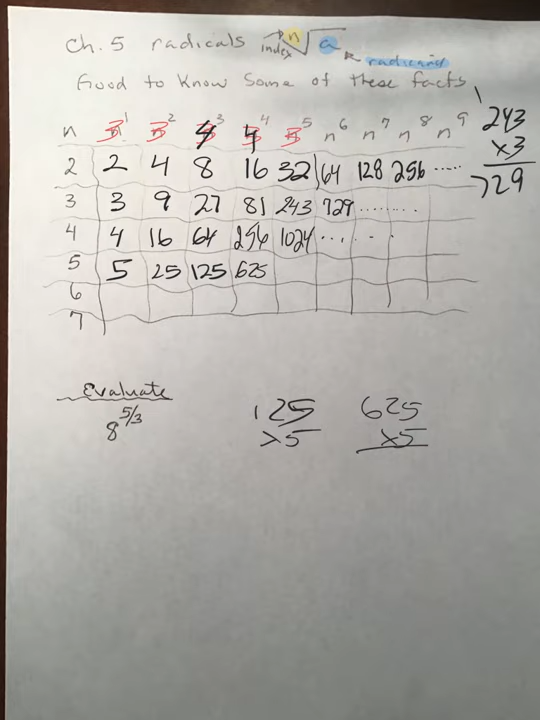 Ch. 5 radicals index n√a radicand
Good to know some of these facts
n n¹ n² n³ n⁴ n⁵ n⁶ n⁷ n⁸ n⁹
2 2 4 8 16 32 64 128 256 .....
3 3 9 27 81 243 729 ........
4 4 16 64 256 1024 ......
5 5 25 125 625
6
7
1
243
x3
729
Evaluate
8^5/3
125
x5
625
x5